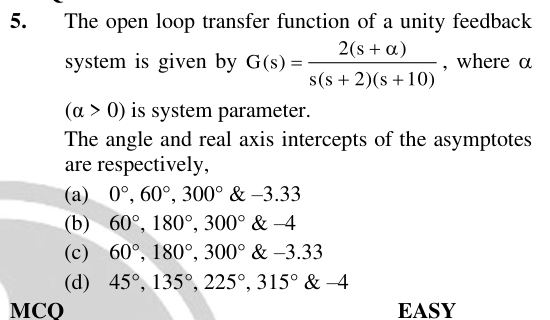 5. The open loop transfer function of a unity feedback
system is given by G(s) = 2(s + α) / s(s + 2)(s + 10) , where α
(α > 0) is system parameter.
The angle and real axis intercepts of the asymptotes
are respectively,
(a) 0°, 60°, 300° & –3.33
(b) 60°, 180°, 300° & –4
(c) 60°, 180°, 300° & –3.33
(d) 45°, 135°, 225°, 315° & –4
MCQ EASY